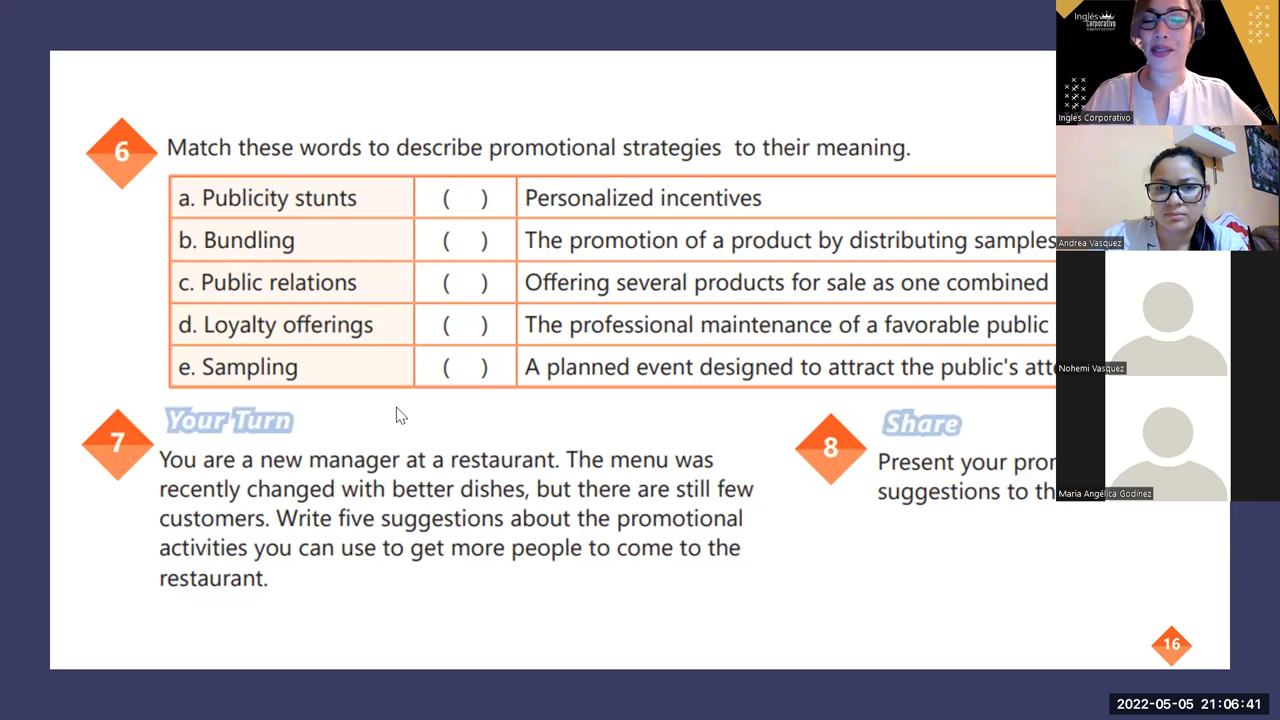 6 Match these words to describe promotional strategies to their meaning.
a. Publicity stunts ( ) Personalized incentives
b. Bundling ( ) The promotion of a product by distributing samples
c. Public relations ( ) Offering several products for sale as one combined
d. Loyalty offerings ( ) The professional maintenance of a favorable public
e. Sampling ( ) A planned event designed to attract the public's
7 Your Turn
You are a new manager at a restaurant. The menu was
recently changed with better dishes, but there are still few
customers. Write five suggestions about the promotional
activities you can use to get more people to come to the
restaurant.
8 Share
Present your
suggestions to
16
Inglés
Corporativo
Ingles Corporativo
Andrea Vasquez
Nohemi Vasquez
Maria Angélica Godinez
2022-05-05 21:06:41